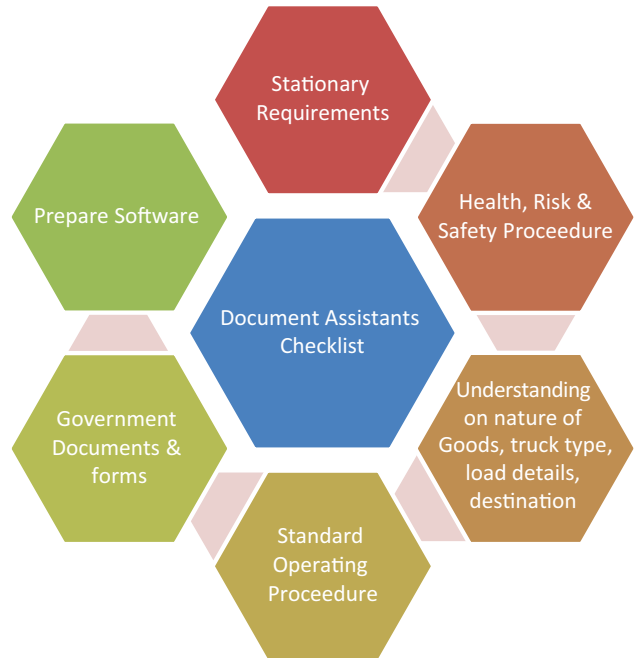 Stationary
Requirements
Health, Risk &
Safety Proceedure
Understanding
on nature of
Goods, truck type,
load details,
destination
Standard
Operating
Proceedure
Government
Documents &
forms
Prepare Software
Document Assistants
Checklist